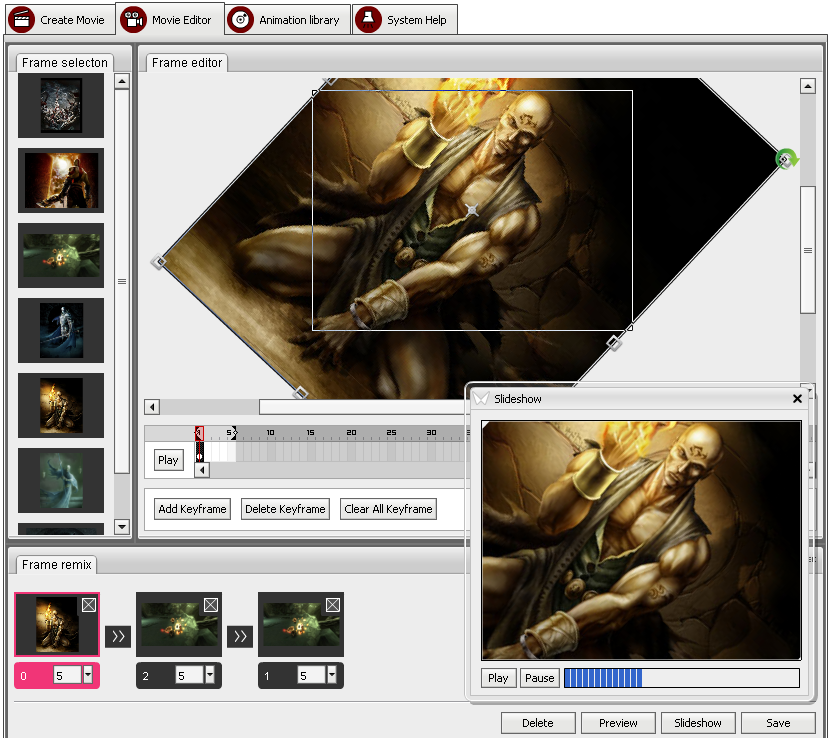 Create Movie
Movie Editor
Animation library
System Help
Frame selecton
Frame editor
5 10 15 20 25 30
Play
Add Keyframe
Delete Keyframe
Clear All Keyframe
Slideshow
Play
Pause
Frame remix
0 5
2 5
1 5
Delete
Preview
Slideshow
Save